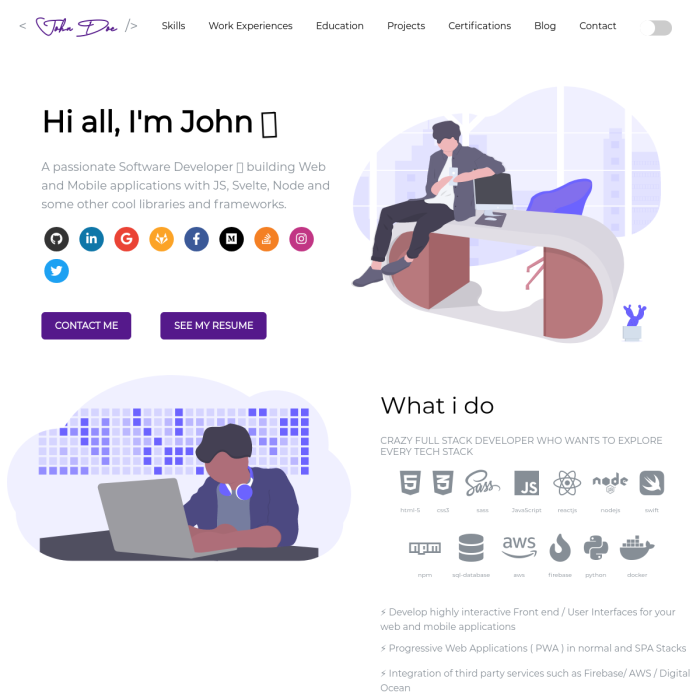 < John Doe />
Skills
Work Experiences
Education
Projects
Certifications
Blog
Contact
Hi all, I'm John
A passionate Software Developer building Web
and Mobile applications with JS, Svelte, Node and
some other cool libraries and frameworks.
CONTACT ME
SEE MY RESUME
What i do
CRAZY FULL STACK DEVELOPER WHO WANTS TO EXPLORE
EVERY TECH STACK
html-5
css3
sass
JavaScript
reactjs
nodejs
swift
npm
sql-database
aws
firebase
python
docker
⚡ Develop highly interactive Front end / User Interfaces for your
web and mobile applications
⚡ Progressive Web Applications ( PWA ) in normal and SPA Stacks
⚡ Integration of third party services such as Firebase/ AWS / Digital
Ocean